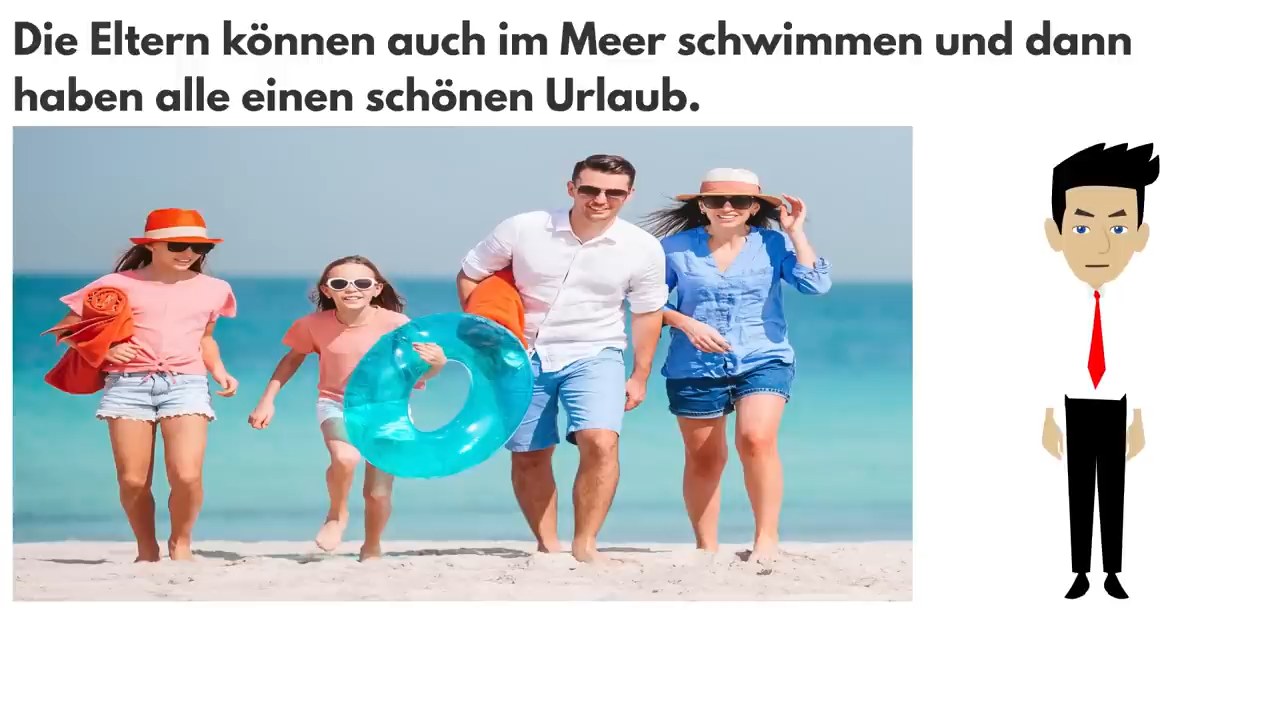 Die Eltern können auch im Meer schwimmen und dann
haben alle einen schönen Urlaub.